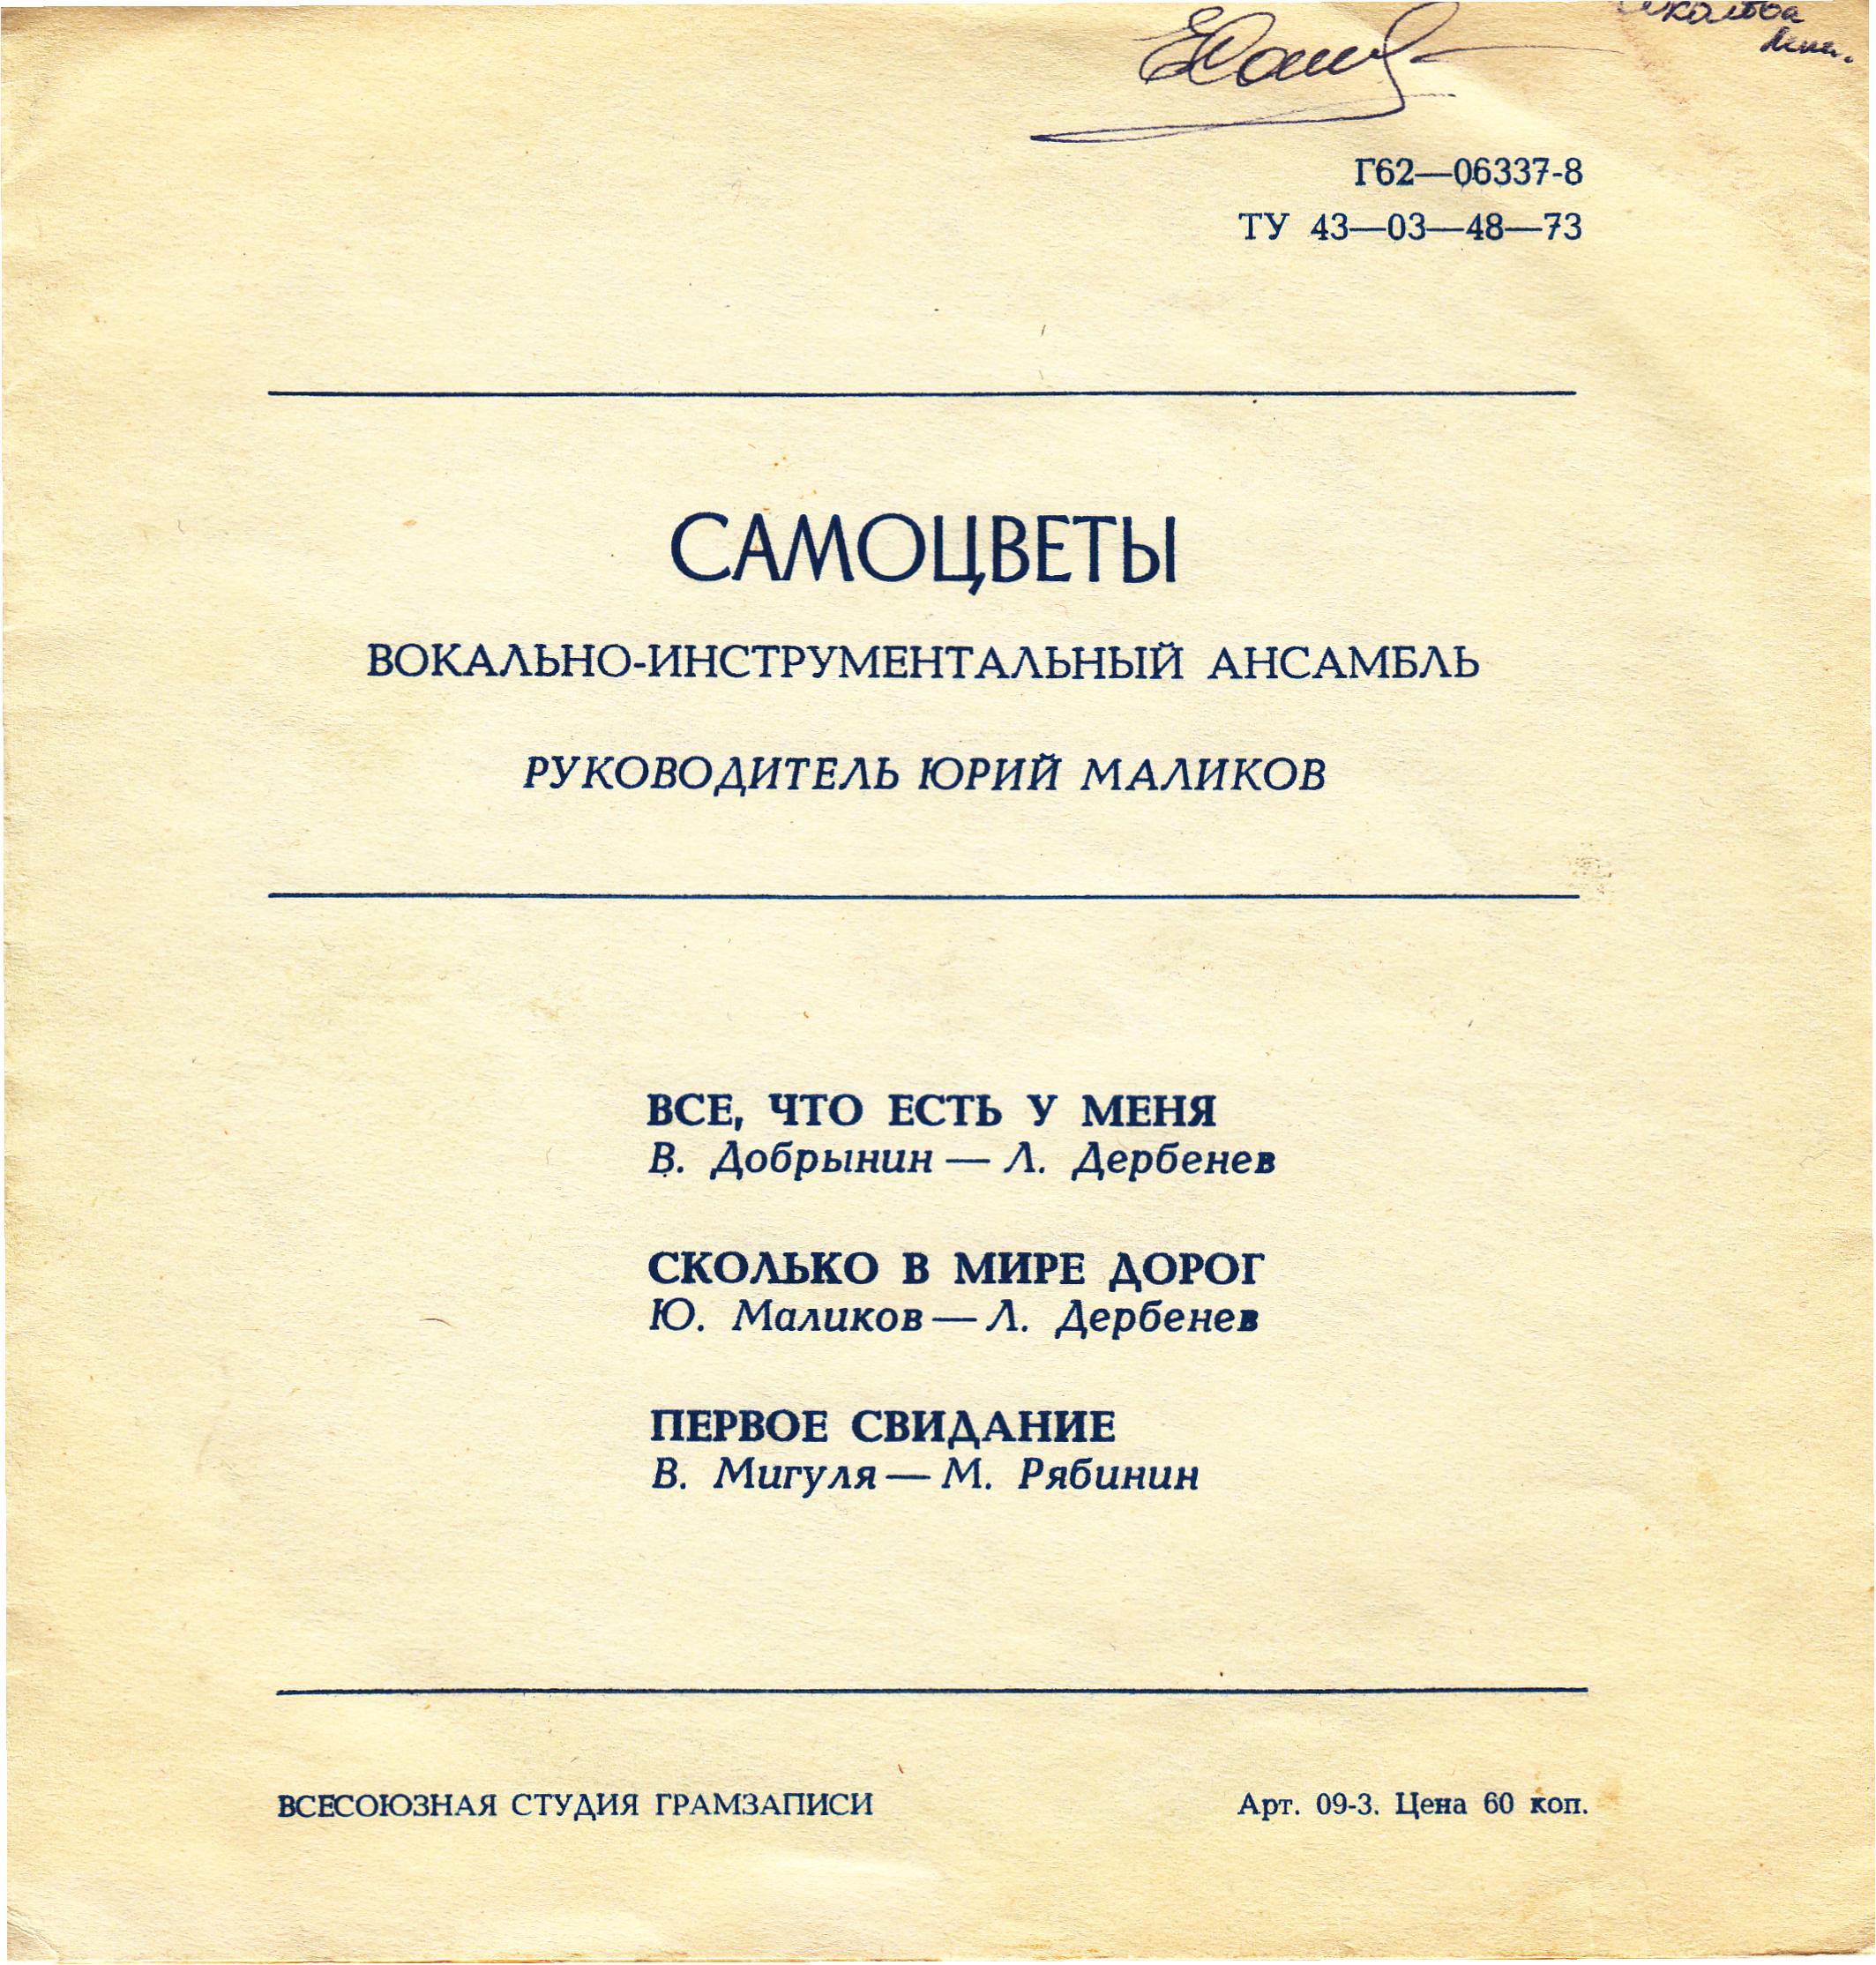 Лена.
Г62—06337-8
ТУ 43—03—48—73
САМОЦВЕТЫ
ВОКАЛЬНО-ИНСТРУМЕНТАЛЬНЫЙ АНСАМБЛЬ
РУКОВОДИТЕЛЬ ЮРИЙ МАЛИКОВ
ВСЕ, ЧТО ЕСТЬ У МЕНЯ
В. Добрынин — Л. Дербенев
СКОЛЬКО В МИРЕ ДОРОГ
Ю. Маликов — Л. Дербенев
ПЕРВОЕ СВИДАНИЕ
В. Мигуля — М. Рябинин
ВСЕСОЮЗНАЯ СТУДИЯ ГРАМЗАПИСИ
Арт. 09-3. Цена 60 коп.